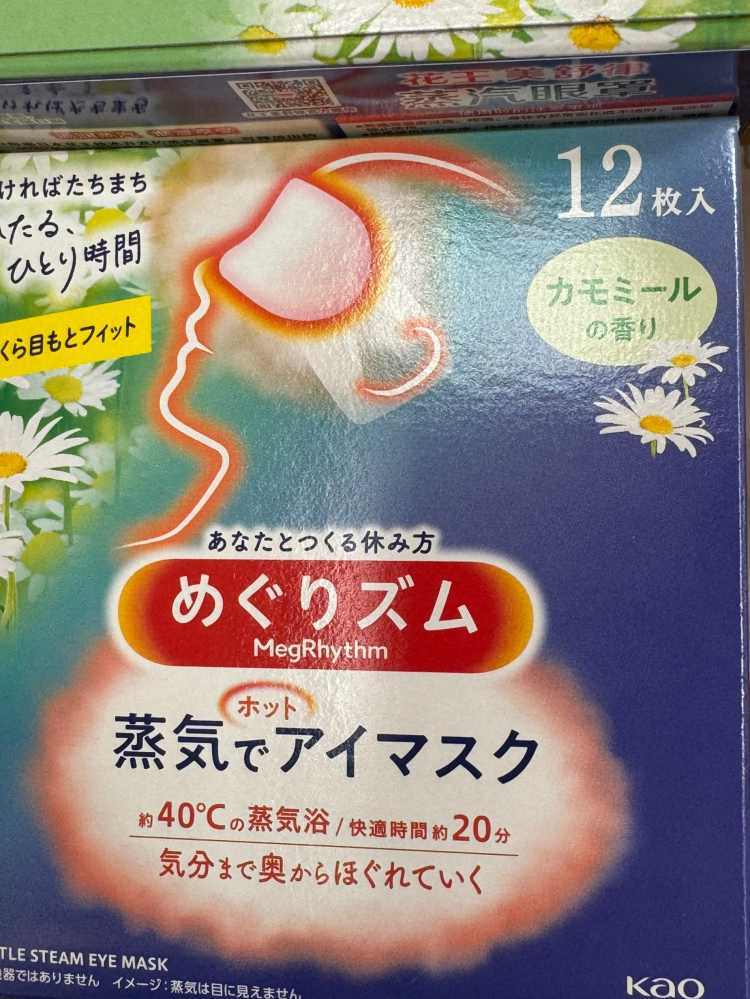 花王 美舒律
蒸汽眼罩
ければたちまち
たる、
ひとり時間
くら目もとフィット
12枚入
カモミール
の香り
あなたとつくる休み方
めぐりズム
MegRhythm
ホット
蒸気でアイマスク
約40℃の蒸気浴/快適時間約20分
気分まで奥からほぐれていく
TLE STEAM EYE MASK
機器ではありません イメージ:蒸気は目に見えません
Kao